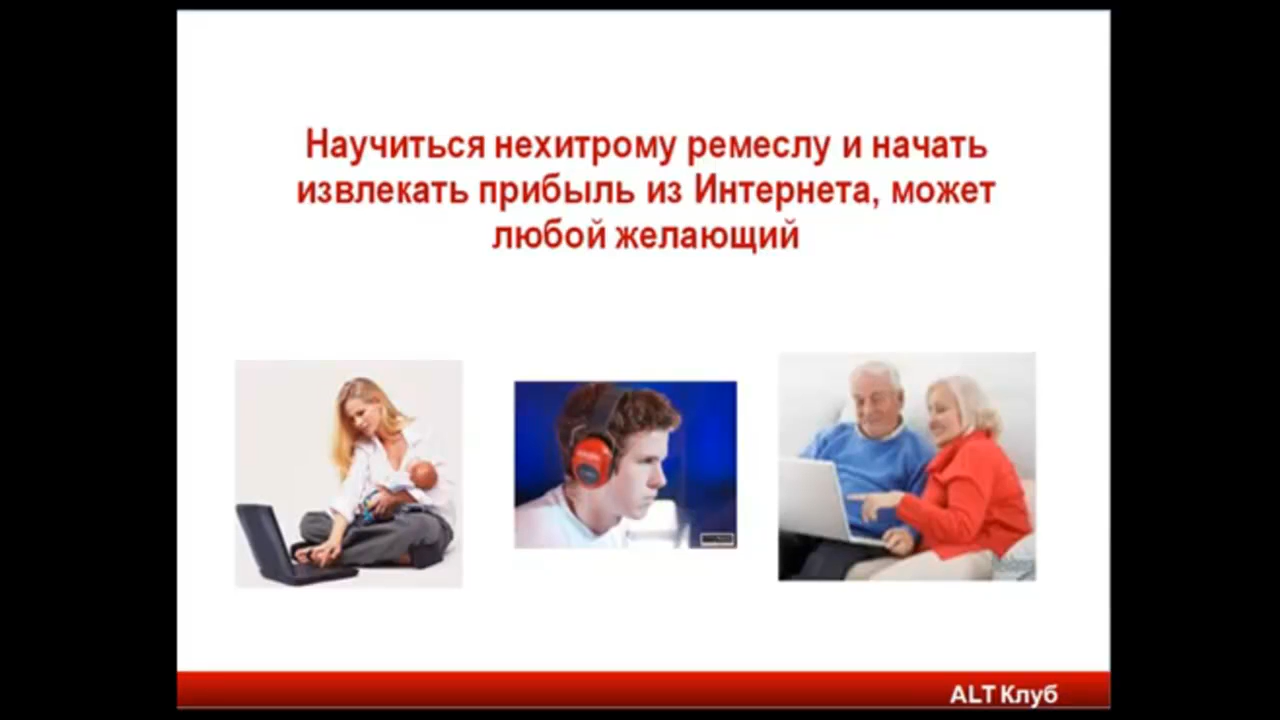 Научиться нехитрому ремеслу и начать
извлекать прибыль из Интернета, может
любой желающий
ALT Клуб